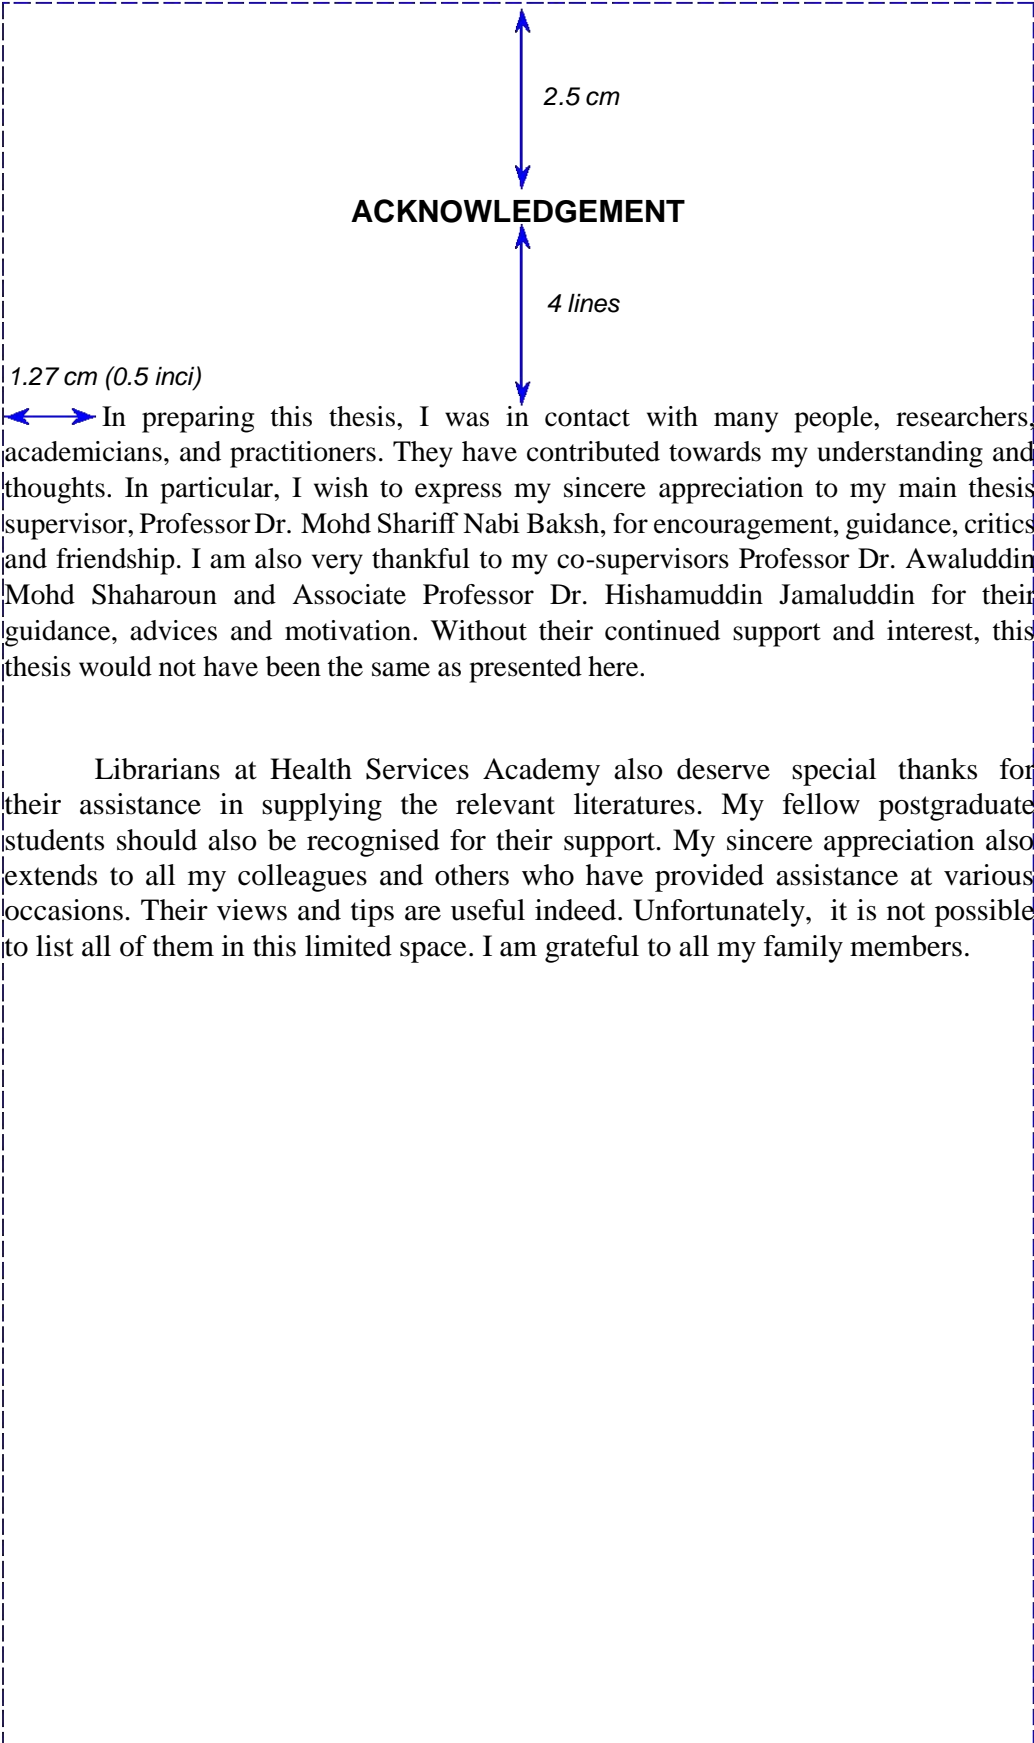 2.5 cm
ACKNOWLEDGEMENT
4 lines
1.27 cm (0.5 inci)
In preparing this thesis, I was in contact with many people, researchers,
academicians, and practitioners. They have contributed towards my understanding and
thoughts. In particular, I wish to express my sincere appreciation to my main thesis
supervisor, Professor Dr. Mohd Shariff Nabi Baksh, for encouragement, guidance, critics
and friendship. I am also very thankful to my co-supervisors Professor Dr. Awaluddin
Mohd Shaharoun and Associate Professor Dr. Hishamuddin Jamaluddin for their
guidance, advices and motivation. Without their continued support and interest, this
thesis would not have been the same as presented here.
Librarians at Health Services Academy also deserve special thanks for
their assistance in supplying the relevant literatures. My fellow postgraduate
students should also be recognised for their support. My sincere appreciation also
extends to all my colleagues and others who have provided assistance at various
occasions. Their views and tips are useful indeed. Unfortunately, it is not possible
to list all of them in this limited space. I am grateful to all my family members.